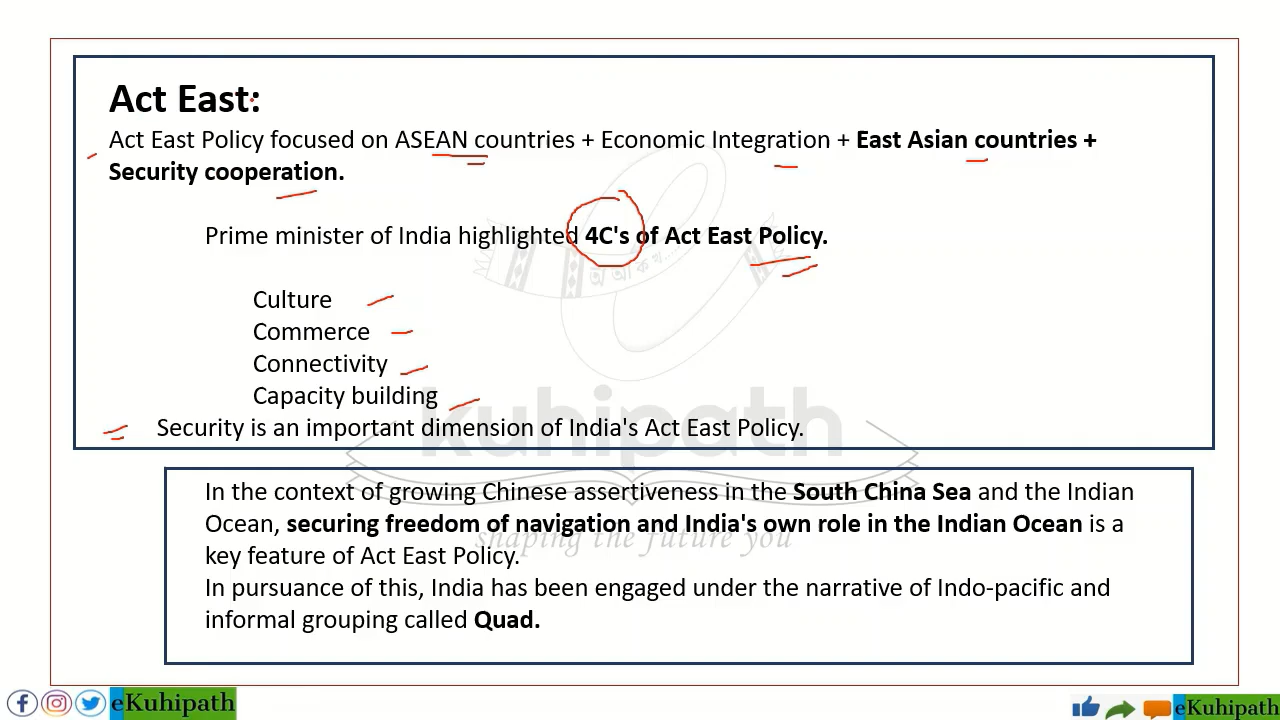 Act East:
Act East Policy focused on ASEAN countries + Economic Integration + East Asian countries +
Security cooperation.
Prime minister of India highlighted 4C's of Act East Policy.
অ আ ক খ.....
Culture
Commerce
Connectivity
Capacity building
kuhipath
Security is an important dimension of India's Act East Policy.
In the context of growing Chinese assertiveness in the South China Sea and the Indian
Ocean, securing freedom of navigation and India's own role in the Indian Ocean is a
shaping the future you
key feature of Act East Policy.
In pursuance of this, India has been engaged under the narrative of Indo-pacific and
informal grouping called Quad.
eKuhipath
eKuhipath